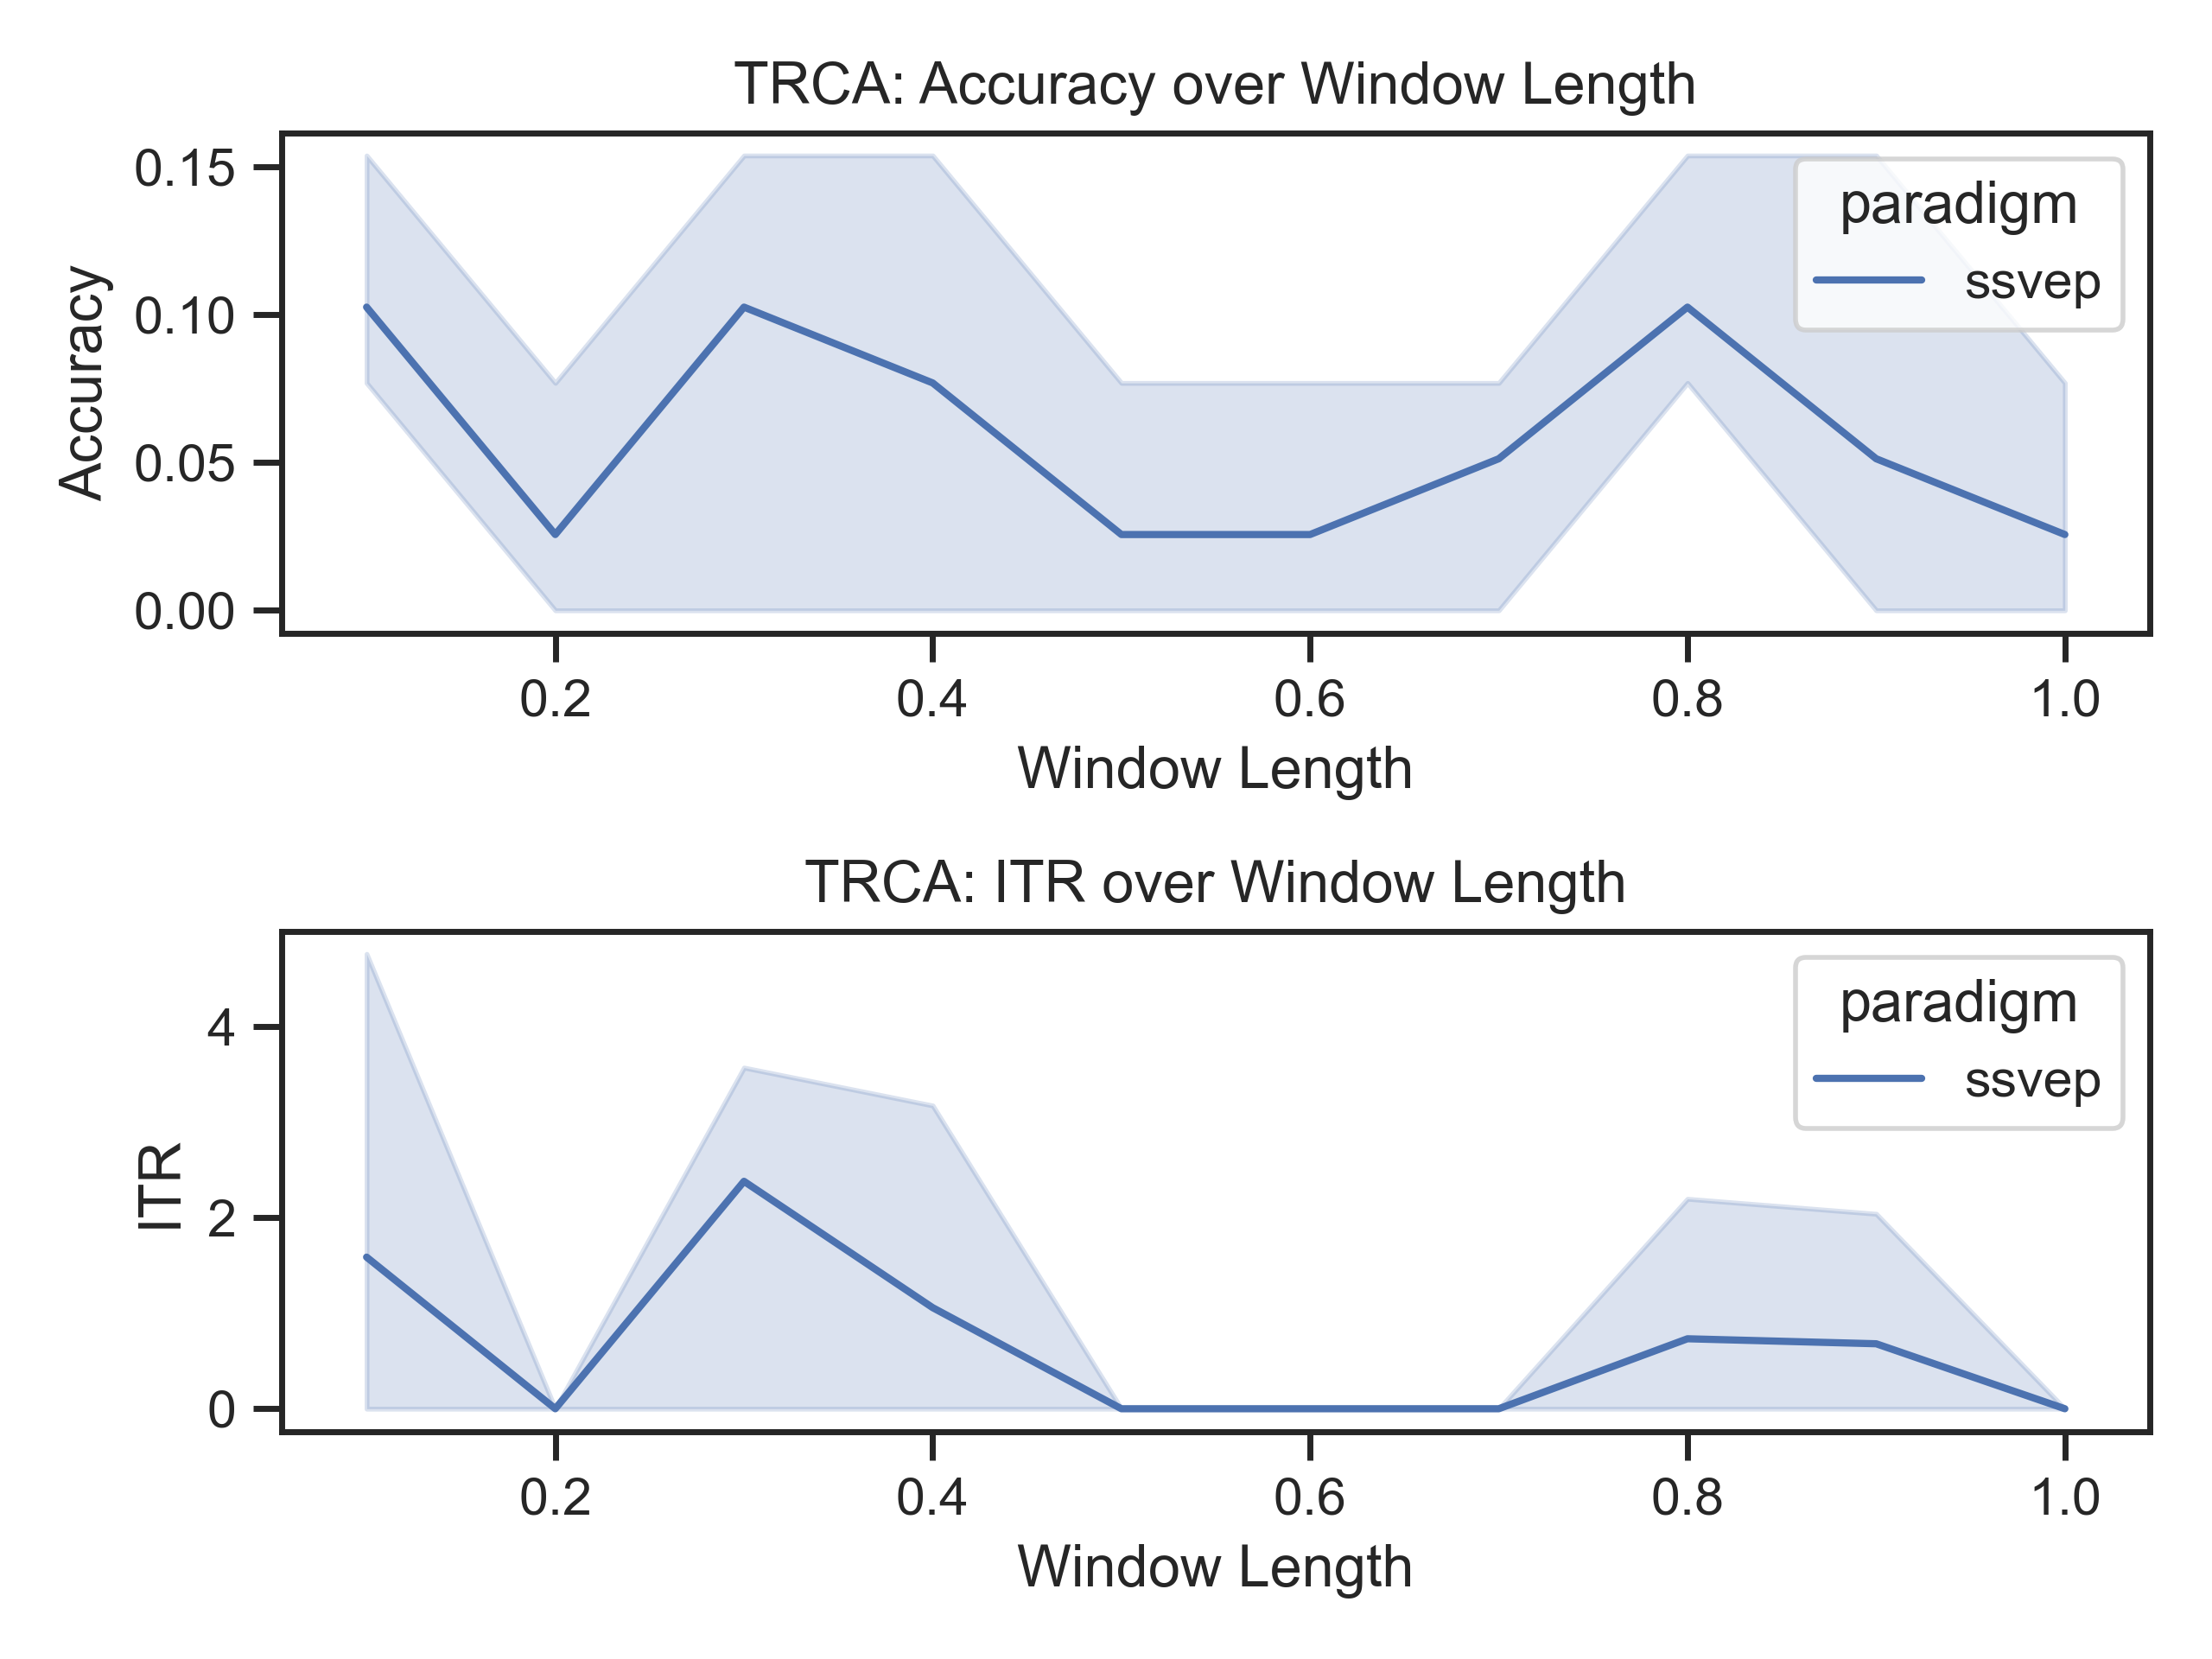 TRCA: Accuracy over Window Length
Accuracy
0.15
0.10
0.05
0.00
paradigm
ssvep
0.2 0.4 0.6 0.8 1.0
Window Length
TRCA: ITR over Window Length
ITR
4
2
0
paradigm
ssvep
0.2 0.4 0.6 0.8 1.0
Window Length